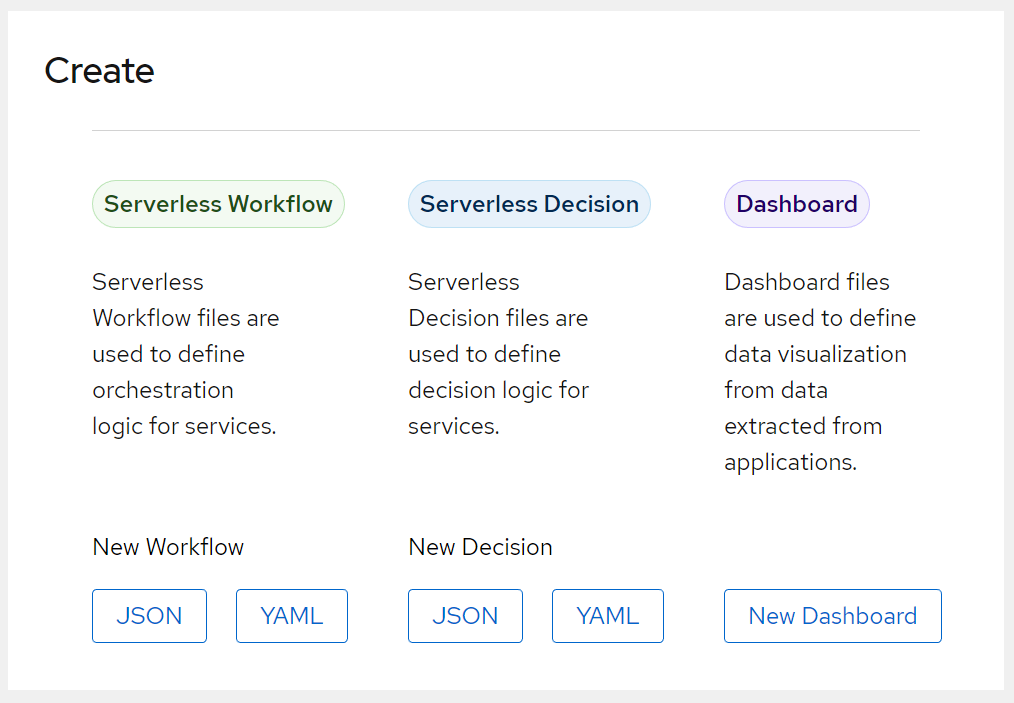 Create
Serverless Workflow
Serverless
Workflow files are
used to define
orchestration
logic for services.
New Workflow
JSON YAML
Serverless Decision
Serverless
Decision files are
used to define
decision logic for
services.
New Decision
JSON YAML
Dashboard
Dashboard files
are used to define
data visualization
from data
extracted from
applications.
New Dashboard